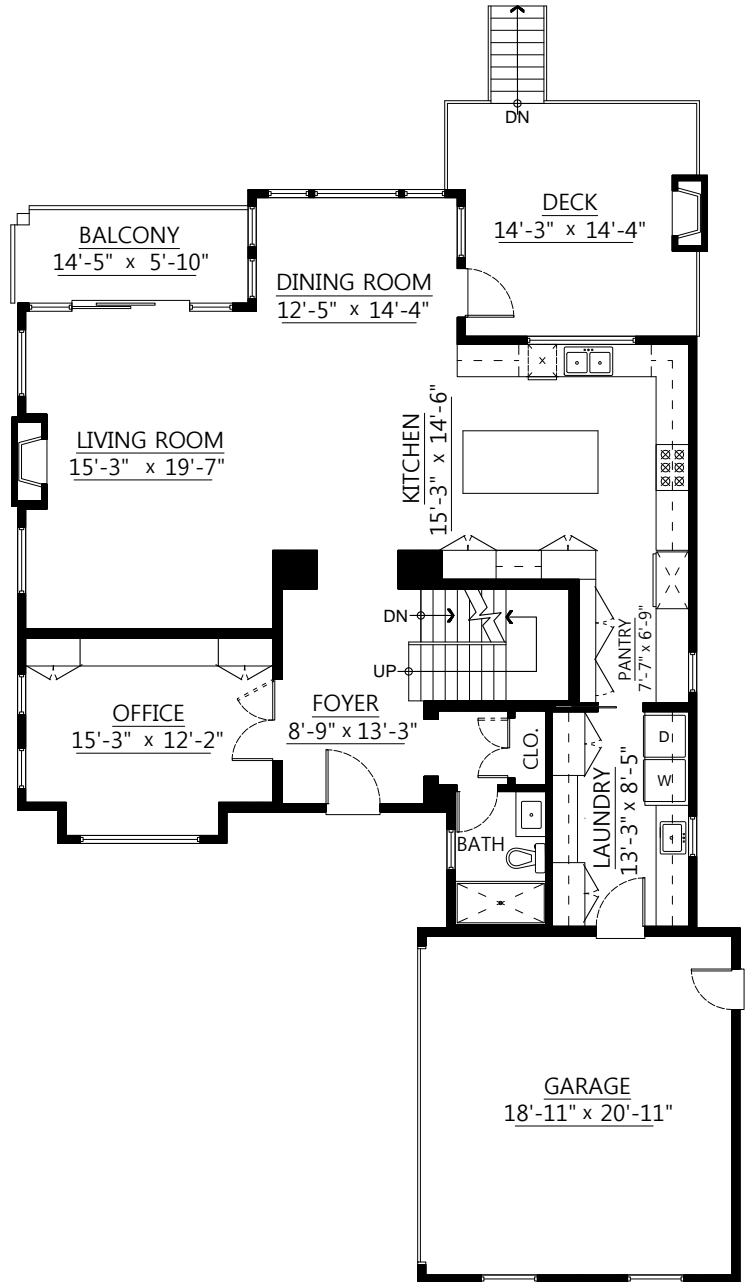 DN
DECK
14'-3" x 14'-4"
BALCONY
14'-5" x 5'-10"
DINING ROOM
12'-5" x 14'-4"
LIVING ROOM
15'-3" x 19'-7"
KITCHEN
15'-3" x 14'-6"
DN
UP
PANTRY
7'-7" x 6'-9"
OFFICE
15'-3" x 12'-2"
FOYER
8'-9" x 13'-3"
CLO.
D
W
LAUNDRY
13'-3" x 8'-5"
BATH
GARAGE
18'-11" x 20'-11"